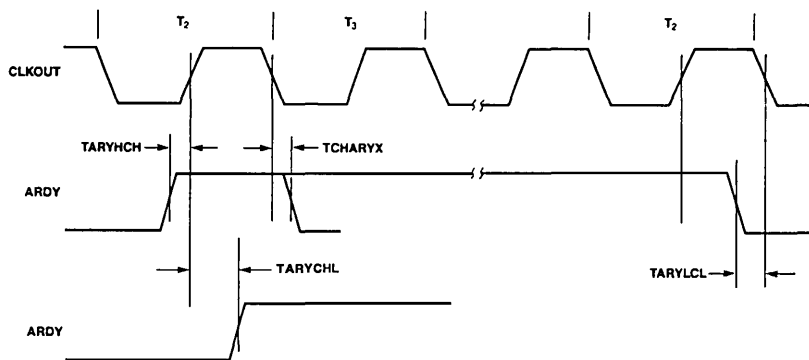 T₂ T₃ T₂
CLKOUT
TARYHCH TCHARYX
ARDY
TARYCHL TARYLCL
ARDY